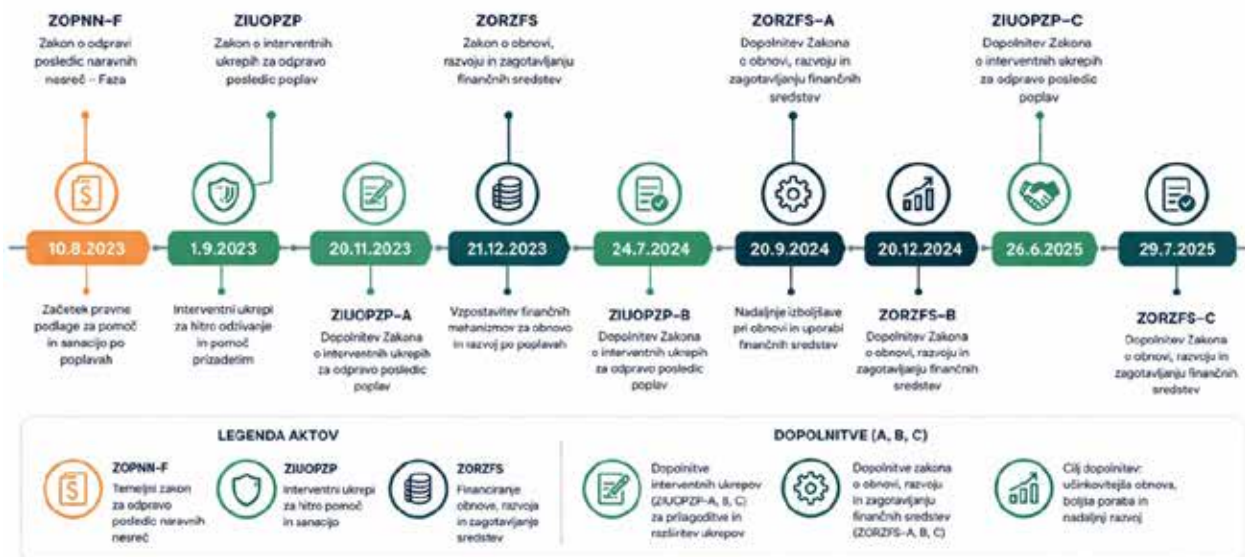 ZOPNN-F
Zakon o odpravi
posledic naravnih
nesreč – Faza
ZIUOPZP
Zakon o interventnih
ukrepih za odpravo
posledic poplav
ZORZFS
Zakon o obnovi,
razvoju in zagotavljanju
finančnih sredstev
ZORZFS-A
Dopolnitev Zakona
o obnovi, razvoju in
zagotavljanju finančnih
sredstev
ZIUOPZP-C
Dopolnitev Zakona
o interventnih ukrepih
za odpravo posledic
poplav
10.8.2023
1.9.2023
20.11.2023
21.12.2023
24.7.2024
20.9.2024
20.12.2024
26.6.2025
29.7.2025
Začetek pravne
podlage za pomoč
in sanacijo po
poplavah
Interventni ukrepi
za hitro odzivanje
in pomoč
prizadetim
ZIUOPZP-A
Dopolnitev Zakona
o interventnih ukrepih
za odpravo posledic
poplav
Vzpostavitev finančnih
mehanizmov za obnovo
in razvoj po poplavah
ZIUOPZP-B
Dopolnitev Zakona
o interventnih ukrepih
za odpravo posledic
poplav
Nadaljnje izboljšave
pri obnovi in uporabi
finančnih sredstev
ZORZFS-B
Dopolnitev Zakona
o obnovi, razvoju in
zagotavljanju finančnih
sredstev
ZORZFS-C
Dopolnitev Zakona
o obnovi, razvoju in
zagotavljanju finančnih
sredstev
LEGENDA AKTOV
ZOPNN-F
Temeljni zakon
za odpravo
posledic naravnih
nesreč
ZIUOPZP
Interventni ukrepi
za hitro pomoč
in sanacijo
ZORZFS
Financiranje
obnove, razvoja
in zagotavljanje
sredstev
DOPOLNITVE (A, B, C)
Dopolnitve
interventnih ukrepov
(ZIUOPZP-A, B, C)
za prilagoditve in
razširitev ukrepov
Dopolnitve zakona
o obnovi, razvoju
in zagotavljanju
finančnih sredstev
(ZORZFS-A, B, C)
Cilj dopolnitev:
učinkovitejša obnova,
boljša poraba in
nadaljnji razvoj